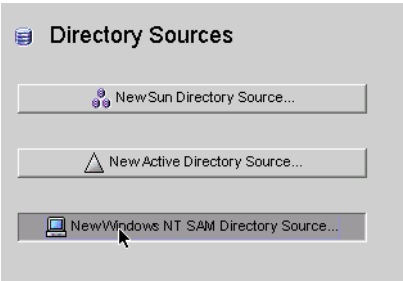 Directory Sources
New Sun Directory Source...
New Active Directory Source...
New Windows NT SAM Directory Source...